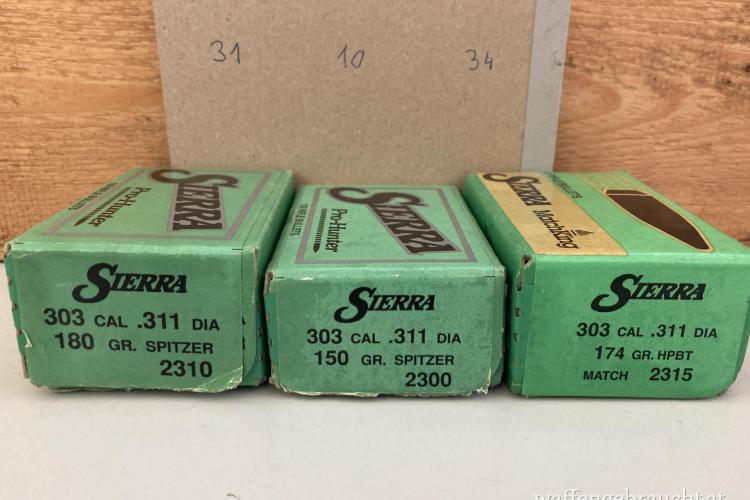 31 10 34
SIERRA
Pro-Hunter
SIERRA
Pro-Hunter
SIERRA
MatchKing
SIERRA
303 CAL .311 DIA
180 GR. SPITZER
2310
SIERRA
303 CAL .311 DIA
150 GR. SPITZER
2300
SIERRA
303 CAL .311 DIA
174 GR. HPBT
MATCH 2315
waffengebraucht.at